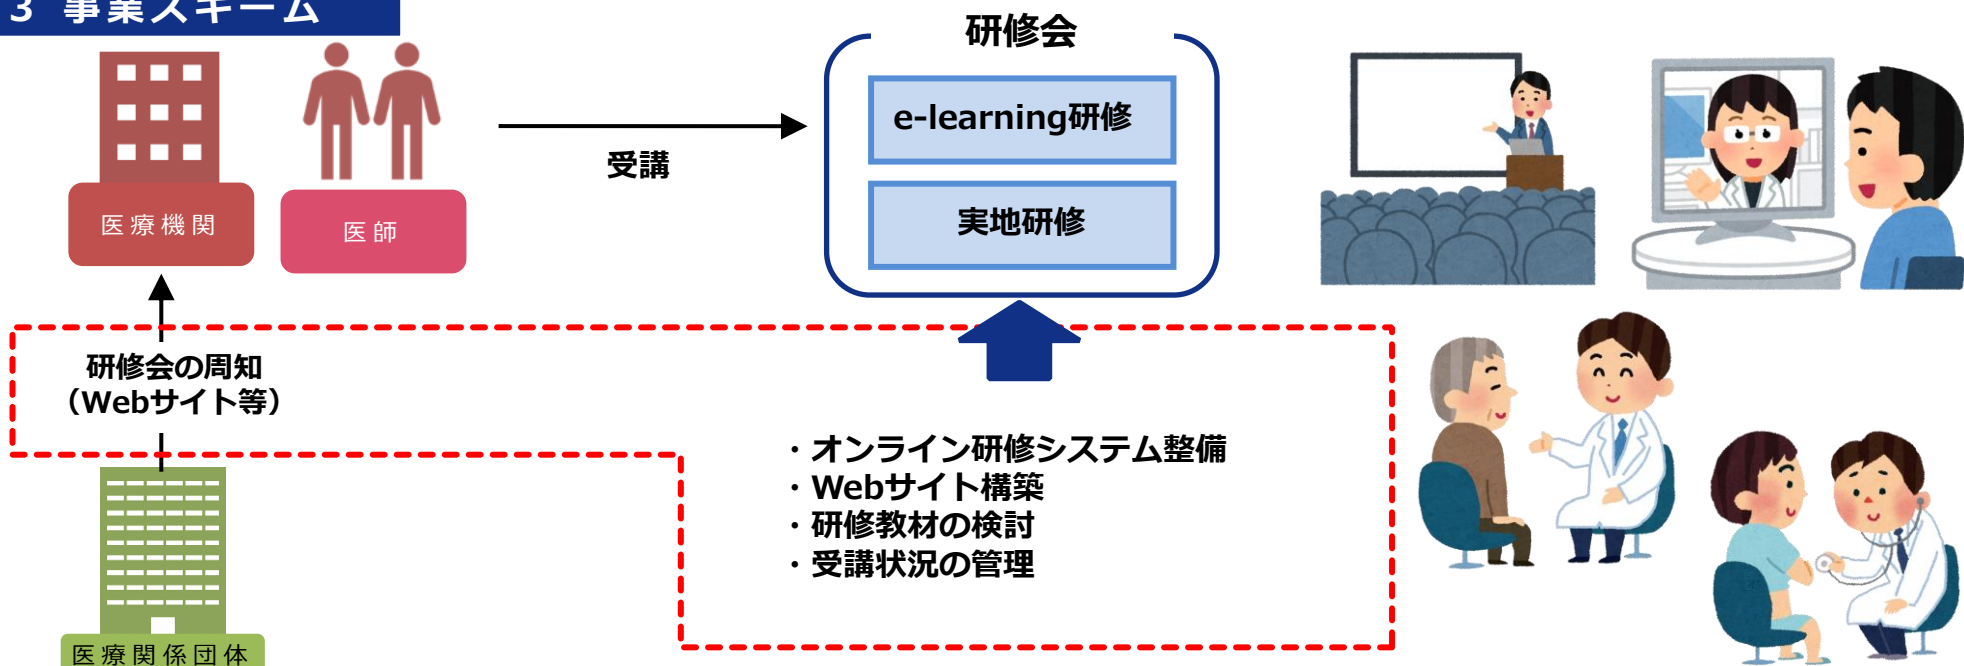 3 事業スキーム
研修会
e-learning研修
実地研修
受講
医療機関
医師
研修会の周知
（Webサイト等）
・オンライン研修システム整備
・Webサイト構築
・研修教材の検討
・受講状況の管理
医療関係団体